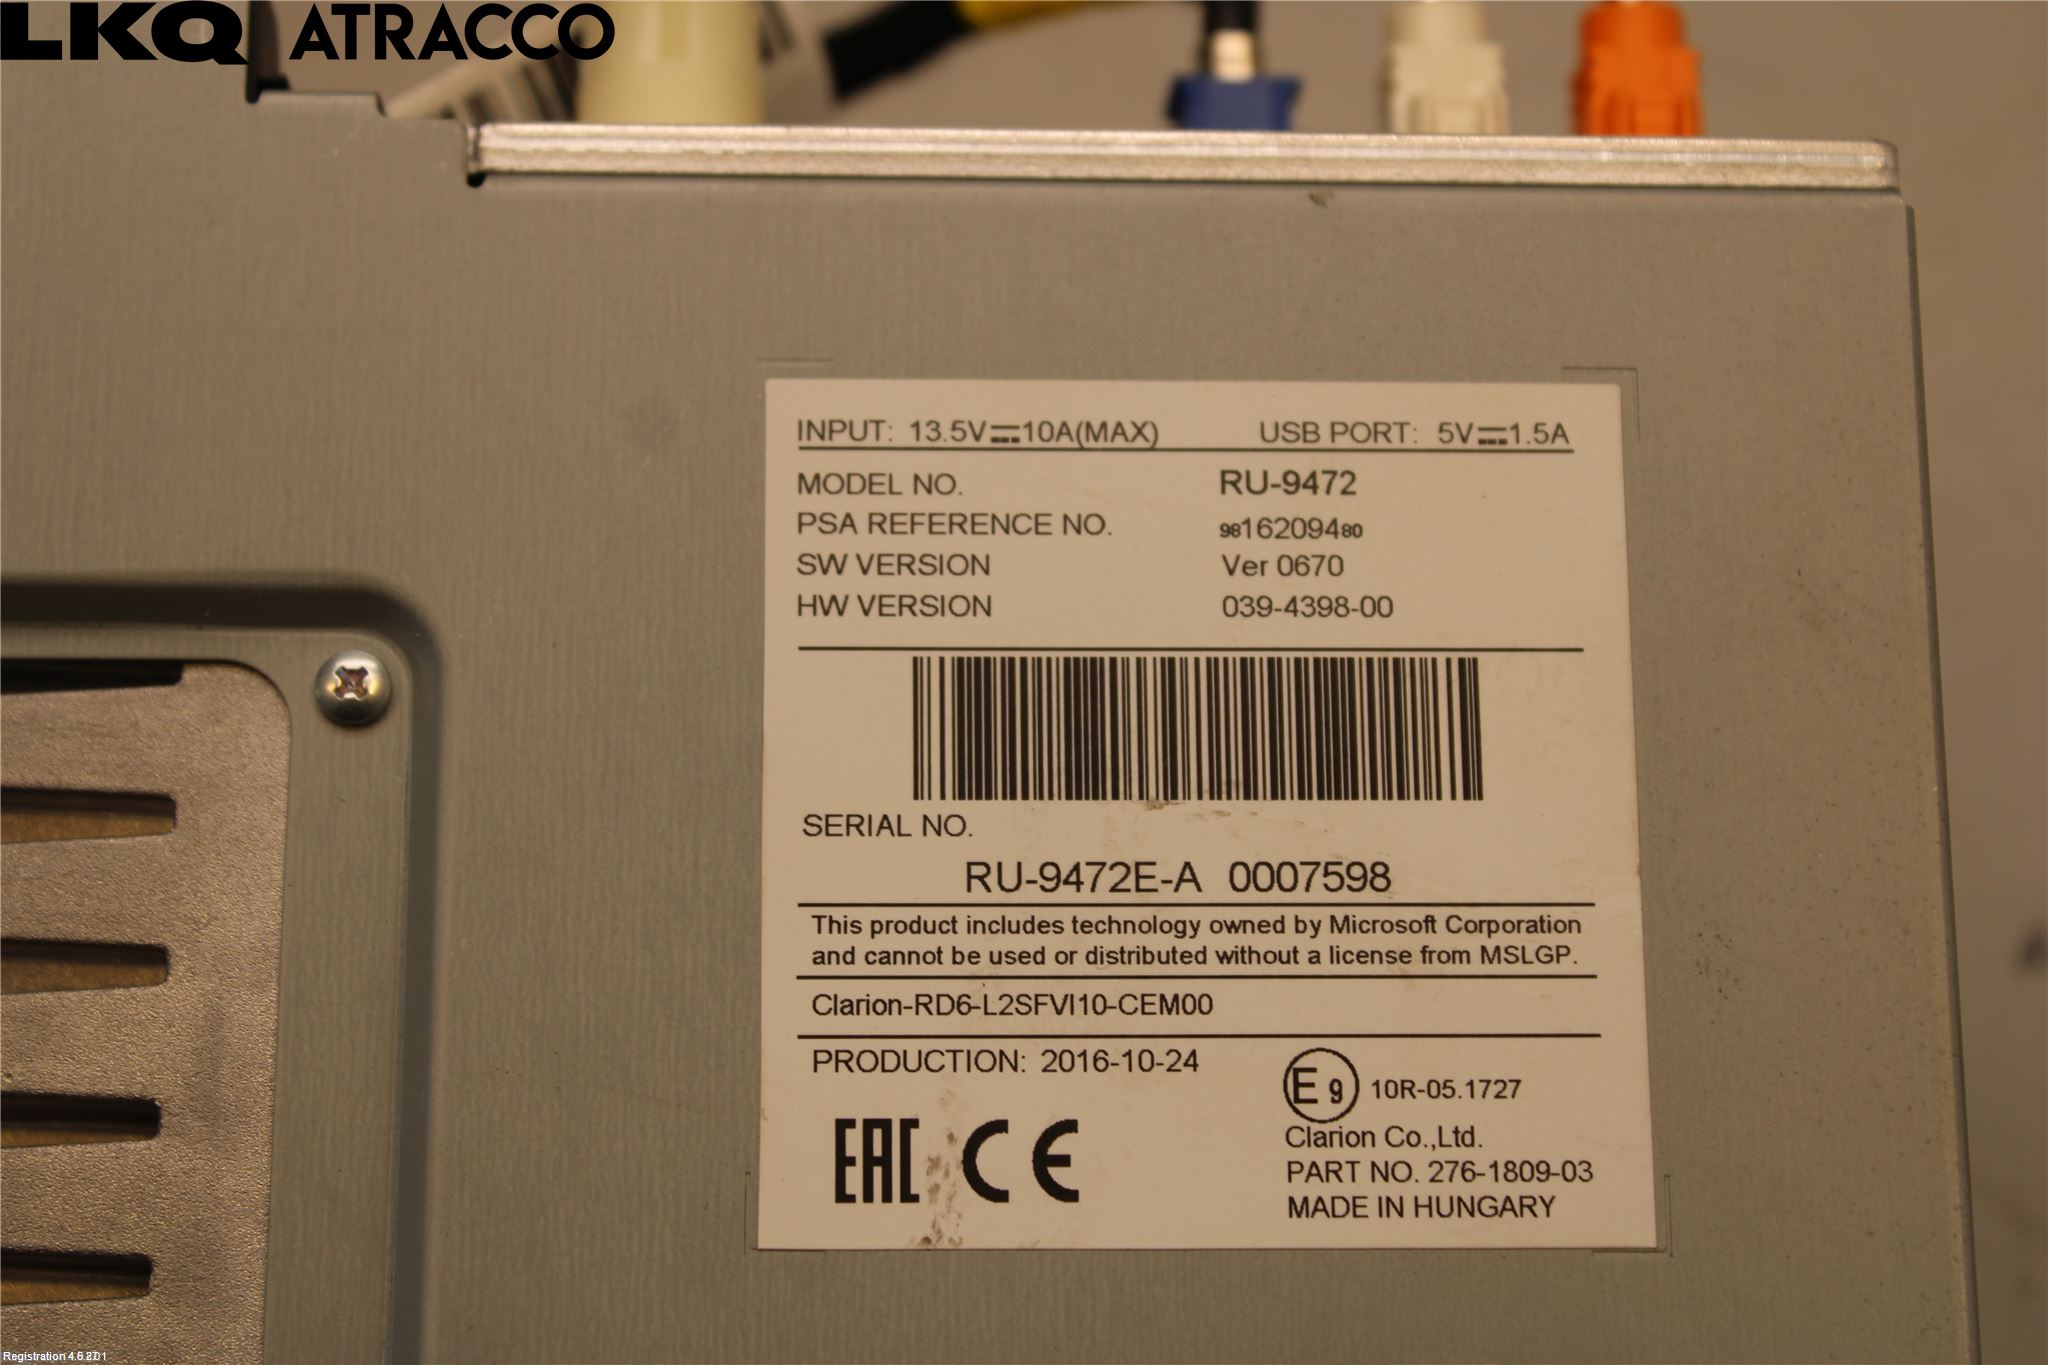 LKQ ATRACCO
INPUT: 13.5V⎓10A(MAX) USB PORT: 5V⎓1.5A
MODEL NO. RU-9472
PSA REFERENCE NO. 9816209480
SW VERSION Ver 0670
HW VERSION 039-4398-00
SERIAL NO.
RU-9472E-A 0007598
This product includes technology owned by Microsoft Corporation
and cannot be used or distributed without a license from MSLGP.
Clarion-RD6-L2SFVI10-CEM00
PRODUCTION: 2016-10-24
E9 10R-05.1727
EAC CE
Clarion Co.,Ltd.
PART NO. 276-1809-03
MADE IN HUNGARY
Registration